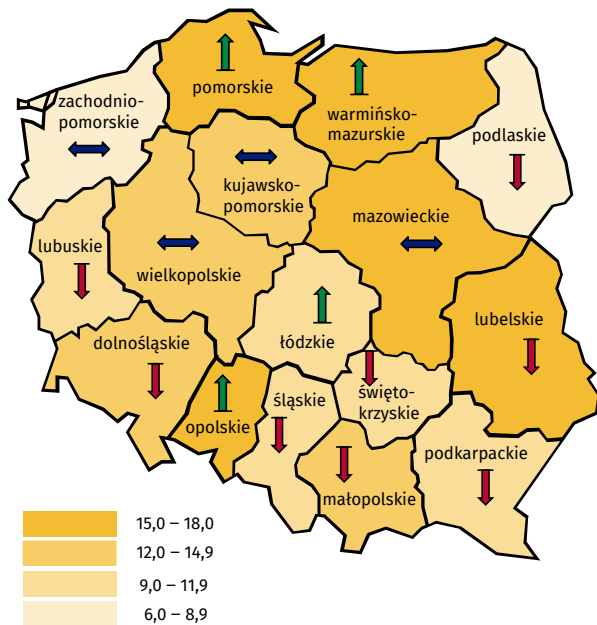 pomorskie
zachodnio-
pomorskie
warmińsko-
mazurskie
podlaskie
kujawsko-
pomorskie
mazowieckie
lubuskie
wielkopolskie
łódzkie
lubelskie
dolnośląskie
opolskie
śląskie
święto-
krzyskie
podkarpackie
małopolskie
15,0 – 18,0
12,0 – 14,9
9,0 – 11,9
6,0 – 8,9